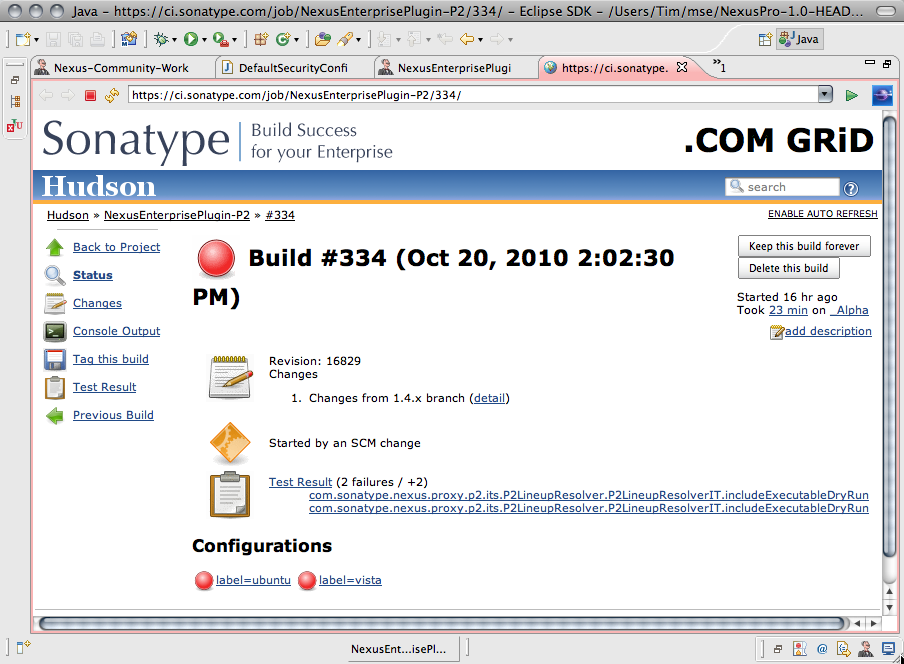 Java - https://ci.sonatype.com/job/NexusEnterprisePlugin-P2/334/ - Eclipse SDK - /Users/Tim/mse/NexusPro-1.0-HEAD...
Java
Nexus-Community-Work
DefaultSecurityConfi
NexusEnterprisePlugi
https://ci.sonatype.
»1
https://ci.sonatype.com/job/NexusEnterprisePlugin-P2/334/
Sonatype
Build Success
for your Enterprise
.COM GRiD
Hudson
search
?
Hudson » NexusEnterprisePlugin-P2 » #334
ENABLE AUTO REFRESH
Back to Project
Status
Changes
Console Output
Tag this build
Test Result
Previous Build
Build #334 (Oct 20, 2010 2:02:30
PM)
Keep this build forever
Delete this build
Started 16 hr ago
Took 23 min on _Alpha
add description
Revision: 16829
Changes
1. Changes from 1.4.x branch (detail)
Started by an SCM change
Test Result (2 failures / +2)
com.sonatype.nexus.proxy.p2.its.P2LineupResolver.P2LineupResolverIT.includeExecutableDryRun
com.sonatype.nexus.proxy.p2.its.P2LineupResolver.P2LineupResolverIT.includeExecutableDryRun
Configurations
label=ubuntu
label=vista
NexusEnt...isePl...